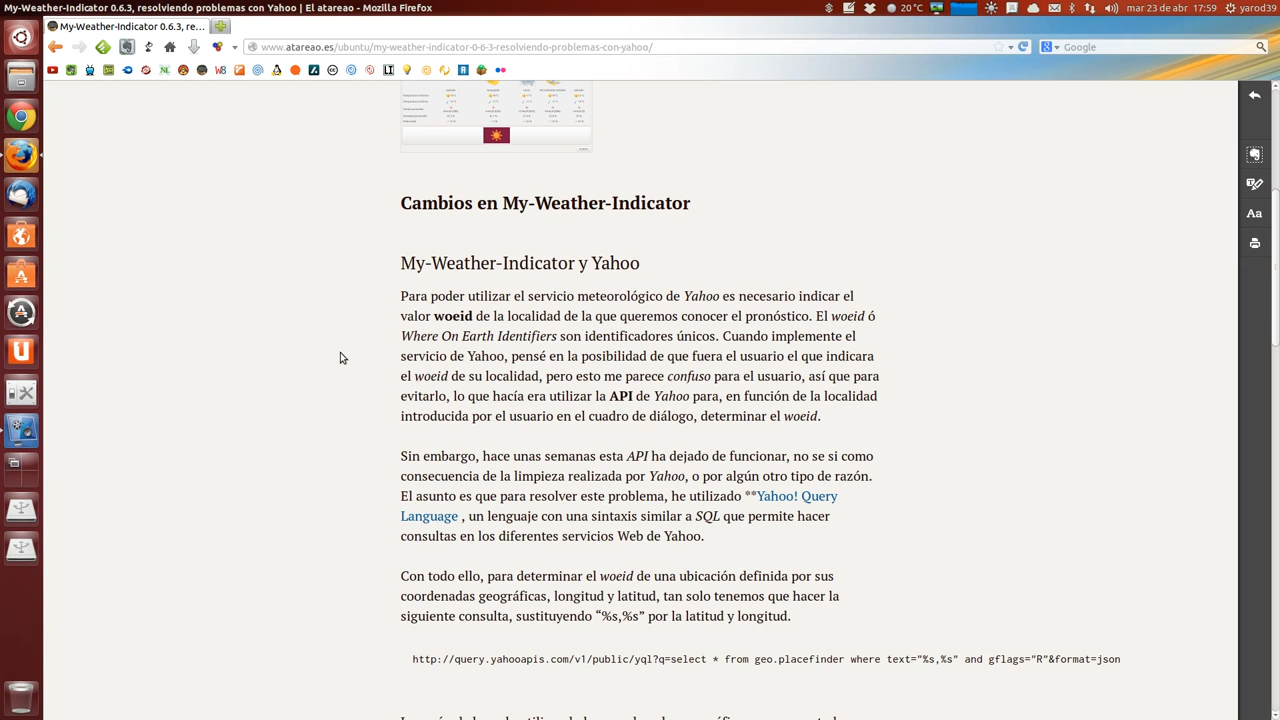 My-Weather-Indicator 0.6.3, resolviendo problemas con Yahoo | El atareao - Mozilla Firefox
20°C
mar 23 de abr
17:59
yarod39
My-Weather-Indicator 0.6.3, re...
www.atareao.es/ubuntu/my-weather-indicator-0-6-3-resolviendo-problemas-con-yahoo/
Google
Cambios en My-Weather-Indicator
My-Weather-Indicator y Yahoo
Para poder utilizar el servicio meteorológico de Yahoo es necesario indicar el
valor woeid de la localidad de la que queremos conocer el pronóstico. El woeid ó
Where On Earth Identifiers son identificadores únicos. Cuando implemente el
servicio de Yahoo, pensé en la posibilidad de que fuera el usuario el que indicara
el woeid de su localidad, pero esto me parece confuso para el usuario, así que para
evitarlo, lo que hacía era utilizar la API de Yahoo para, en función de la localidad
introducida por el usuario en el cuadro de diálogo, determinar el woeid.
Sin embargo, hace unas semanas esta API ha dejado de funcionar, no se si como
consecuencia de la limpieza realizada por Yahoo, o por algún otro tipo de razón.
El asunto es que para resolver este problema, he utilizado **Yahoo! Query
Language , un lenguaje con una sintaxis similar a SQL que permite hacer
consultas en los diferentes servicios Web de Yahoo.
Con todo ello, para determinar el woeid de una ubicación definida por sus
coordenadas geográficas, longitud y latitud, tan solo tenemos que hacer la
siguiente consulta, sustituyendo “%s,%s” por la latitud y longitud.
http://query.yahooapis.com/v1/public/yql?q=select * from geo.placefinder where text="%s,%s" and gflags="R"&format=json
Aa